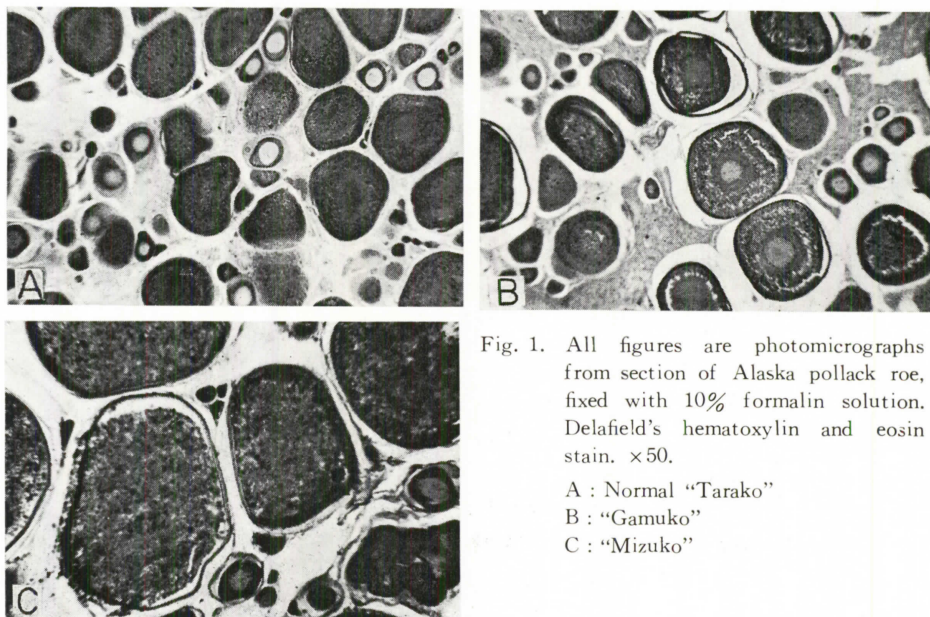 A
B
C
Fig. 1. All figures are photomicrographs
from section of Alaska pollack roe,
fixed with 10% formalin solution.
Delafield's hematoxylin and eosin
stain. ×50.
A : Normal “Tarako”
B : “Gamuko”
C : “Mizuko”